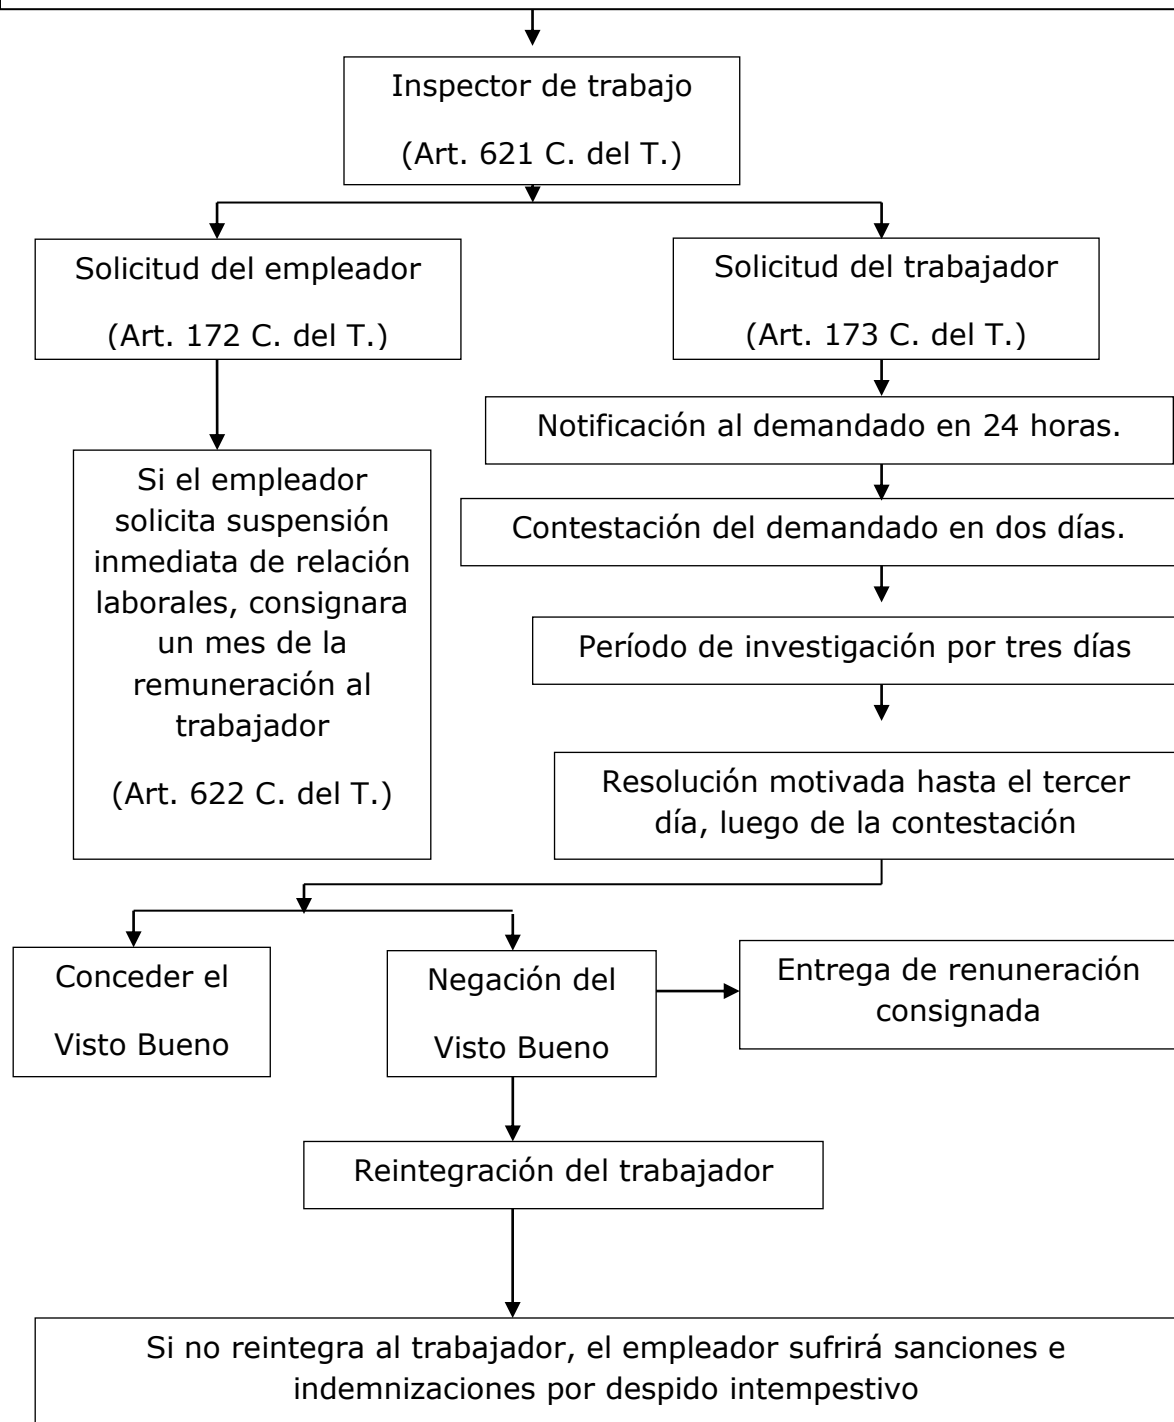 Inspector de trabajo
(Art. 621 C. del T.)
Solicitud del empleador
(Art. 172 C. del T.)
Solicitud del trabajador
(Art. 173 C. del T.)
Notificación al demandado en 24 horas.
Contestación del demandado en dos días.
Si el empleador
solicita suspensión
inmediata de relación
laborales, consignara
un mes de la
remuneración al
trabajador
(Art. 622 C. del T.)
Período de investigación por tres días
Resolución motivada hasta el tercer
día, luego de la contestación
Conceder el
Visto Bueno
Negación del
Visto Bueno
Entrega de renuneración
consignada
Reintegración del trabajador
Si no reintegra al trabajador, el empleador sufrirá sanciones e
indemnizaciones por despido intempestivo